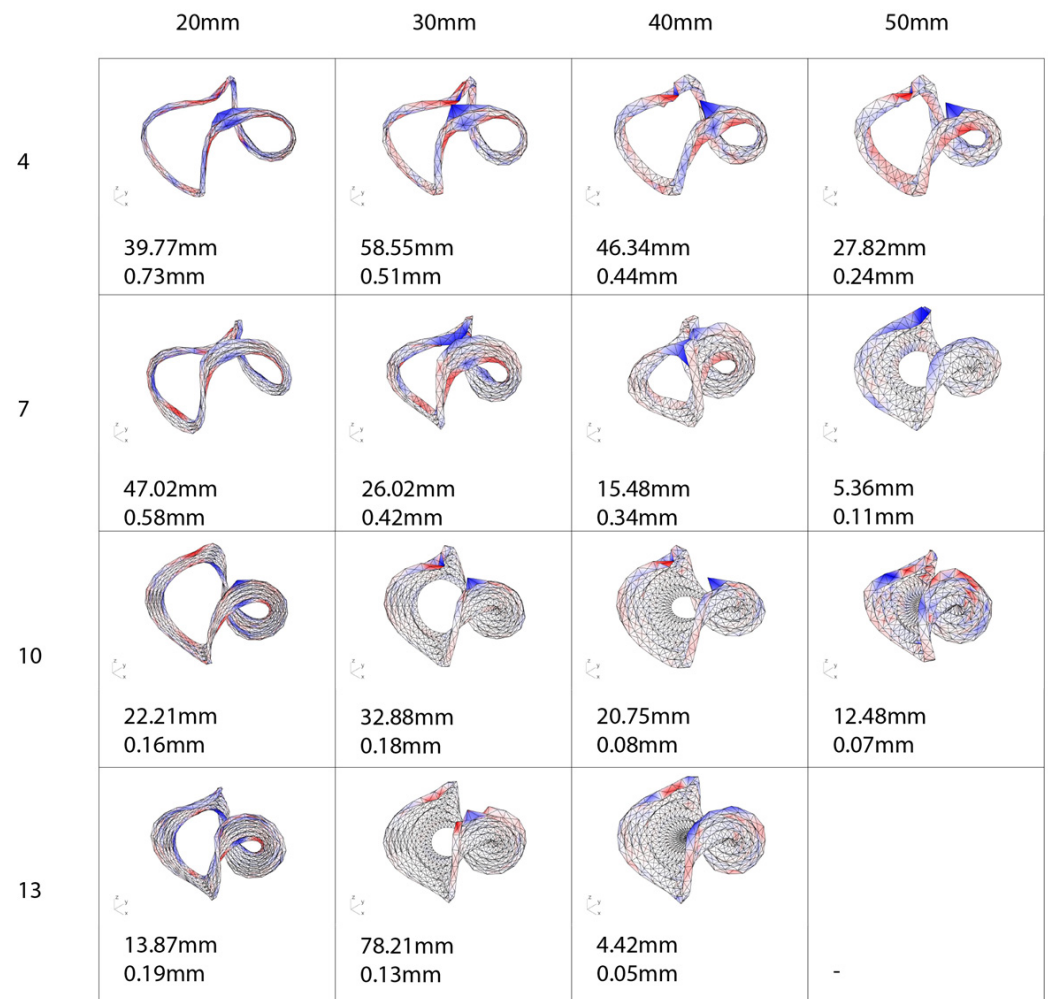 20mm 30mm 40mm 50mm
4
z y x z y x z y x z y x
39.77mm 58.55mm 46.34mm 27.82mm
0.73mm 0.51mm 0.44mm 0.24mm
7
z y x z y x z y x z y x
47.02mm 26.02mm 15.48mm 5.36mm
0.58mm 0.42mm 0.34mm 0.11mm
10
z y x z y x z y x z y x
22.21mm 32.88mm 20.75mm 12.48mm
0.16mm 0.18mm 0.08mm 0.07mm
13
z y x z y x z y x
13.87mm 78.21mm 4.42mm
0.19mm 0.13mm 0.05mm -